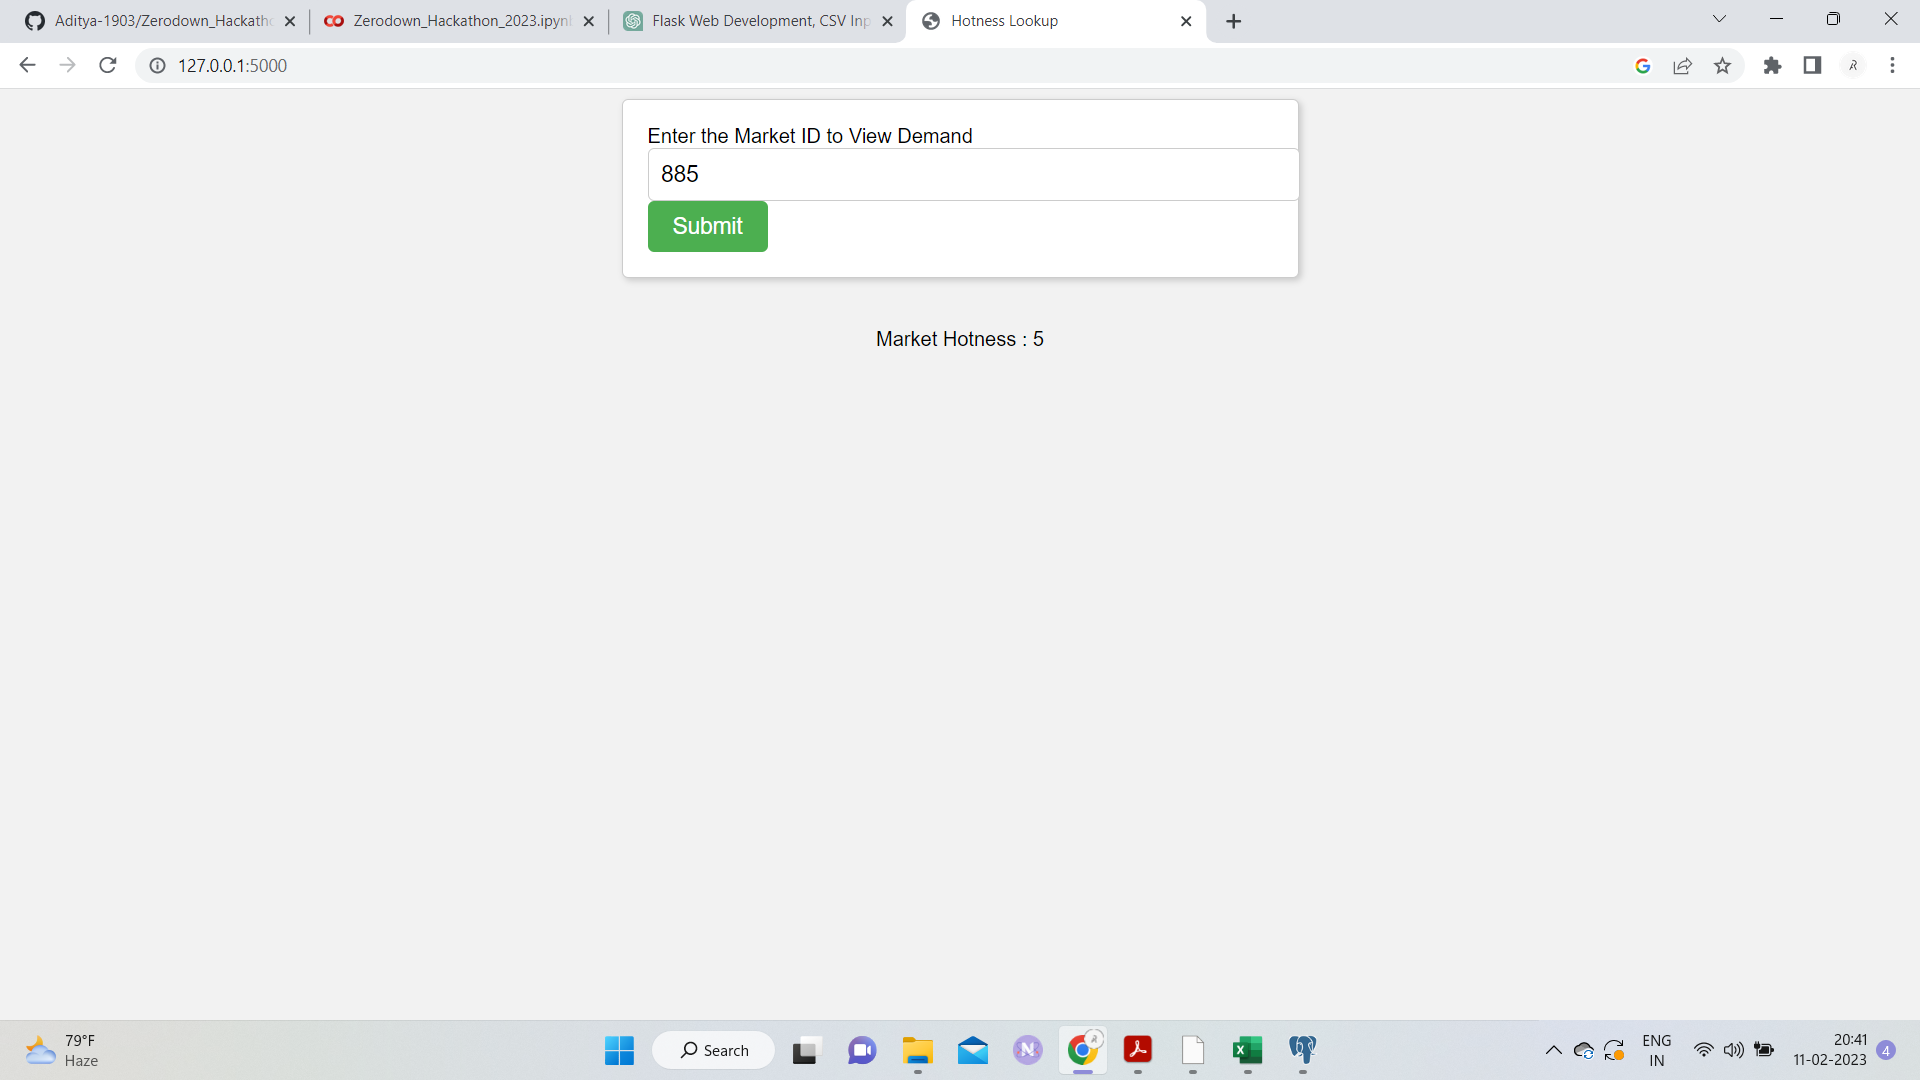 Aditya-1903/Zerodown_Hackatho
Zerodown_Hackathon_2023.ipynb
Flask Web Development, CSV Inp
Hotness Lookup
127.0.0.1:5000
Enter the Market ID to View Demand
885
Submit
Market Hotness : 5
79°F
Haze
Search
ENG
IN
20:41
11-02-2023
4